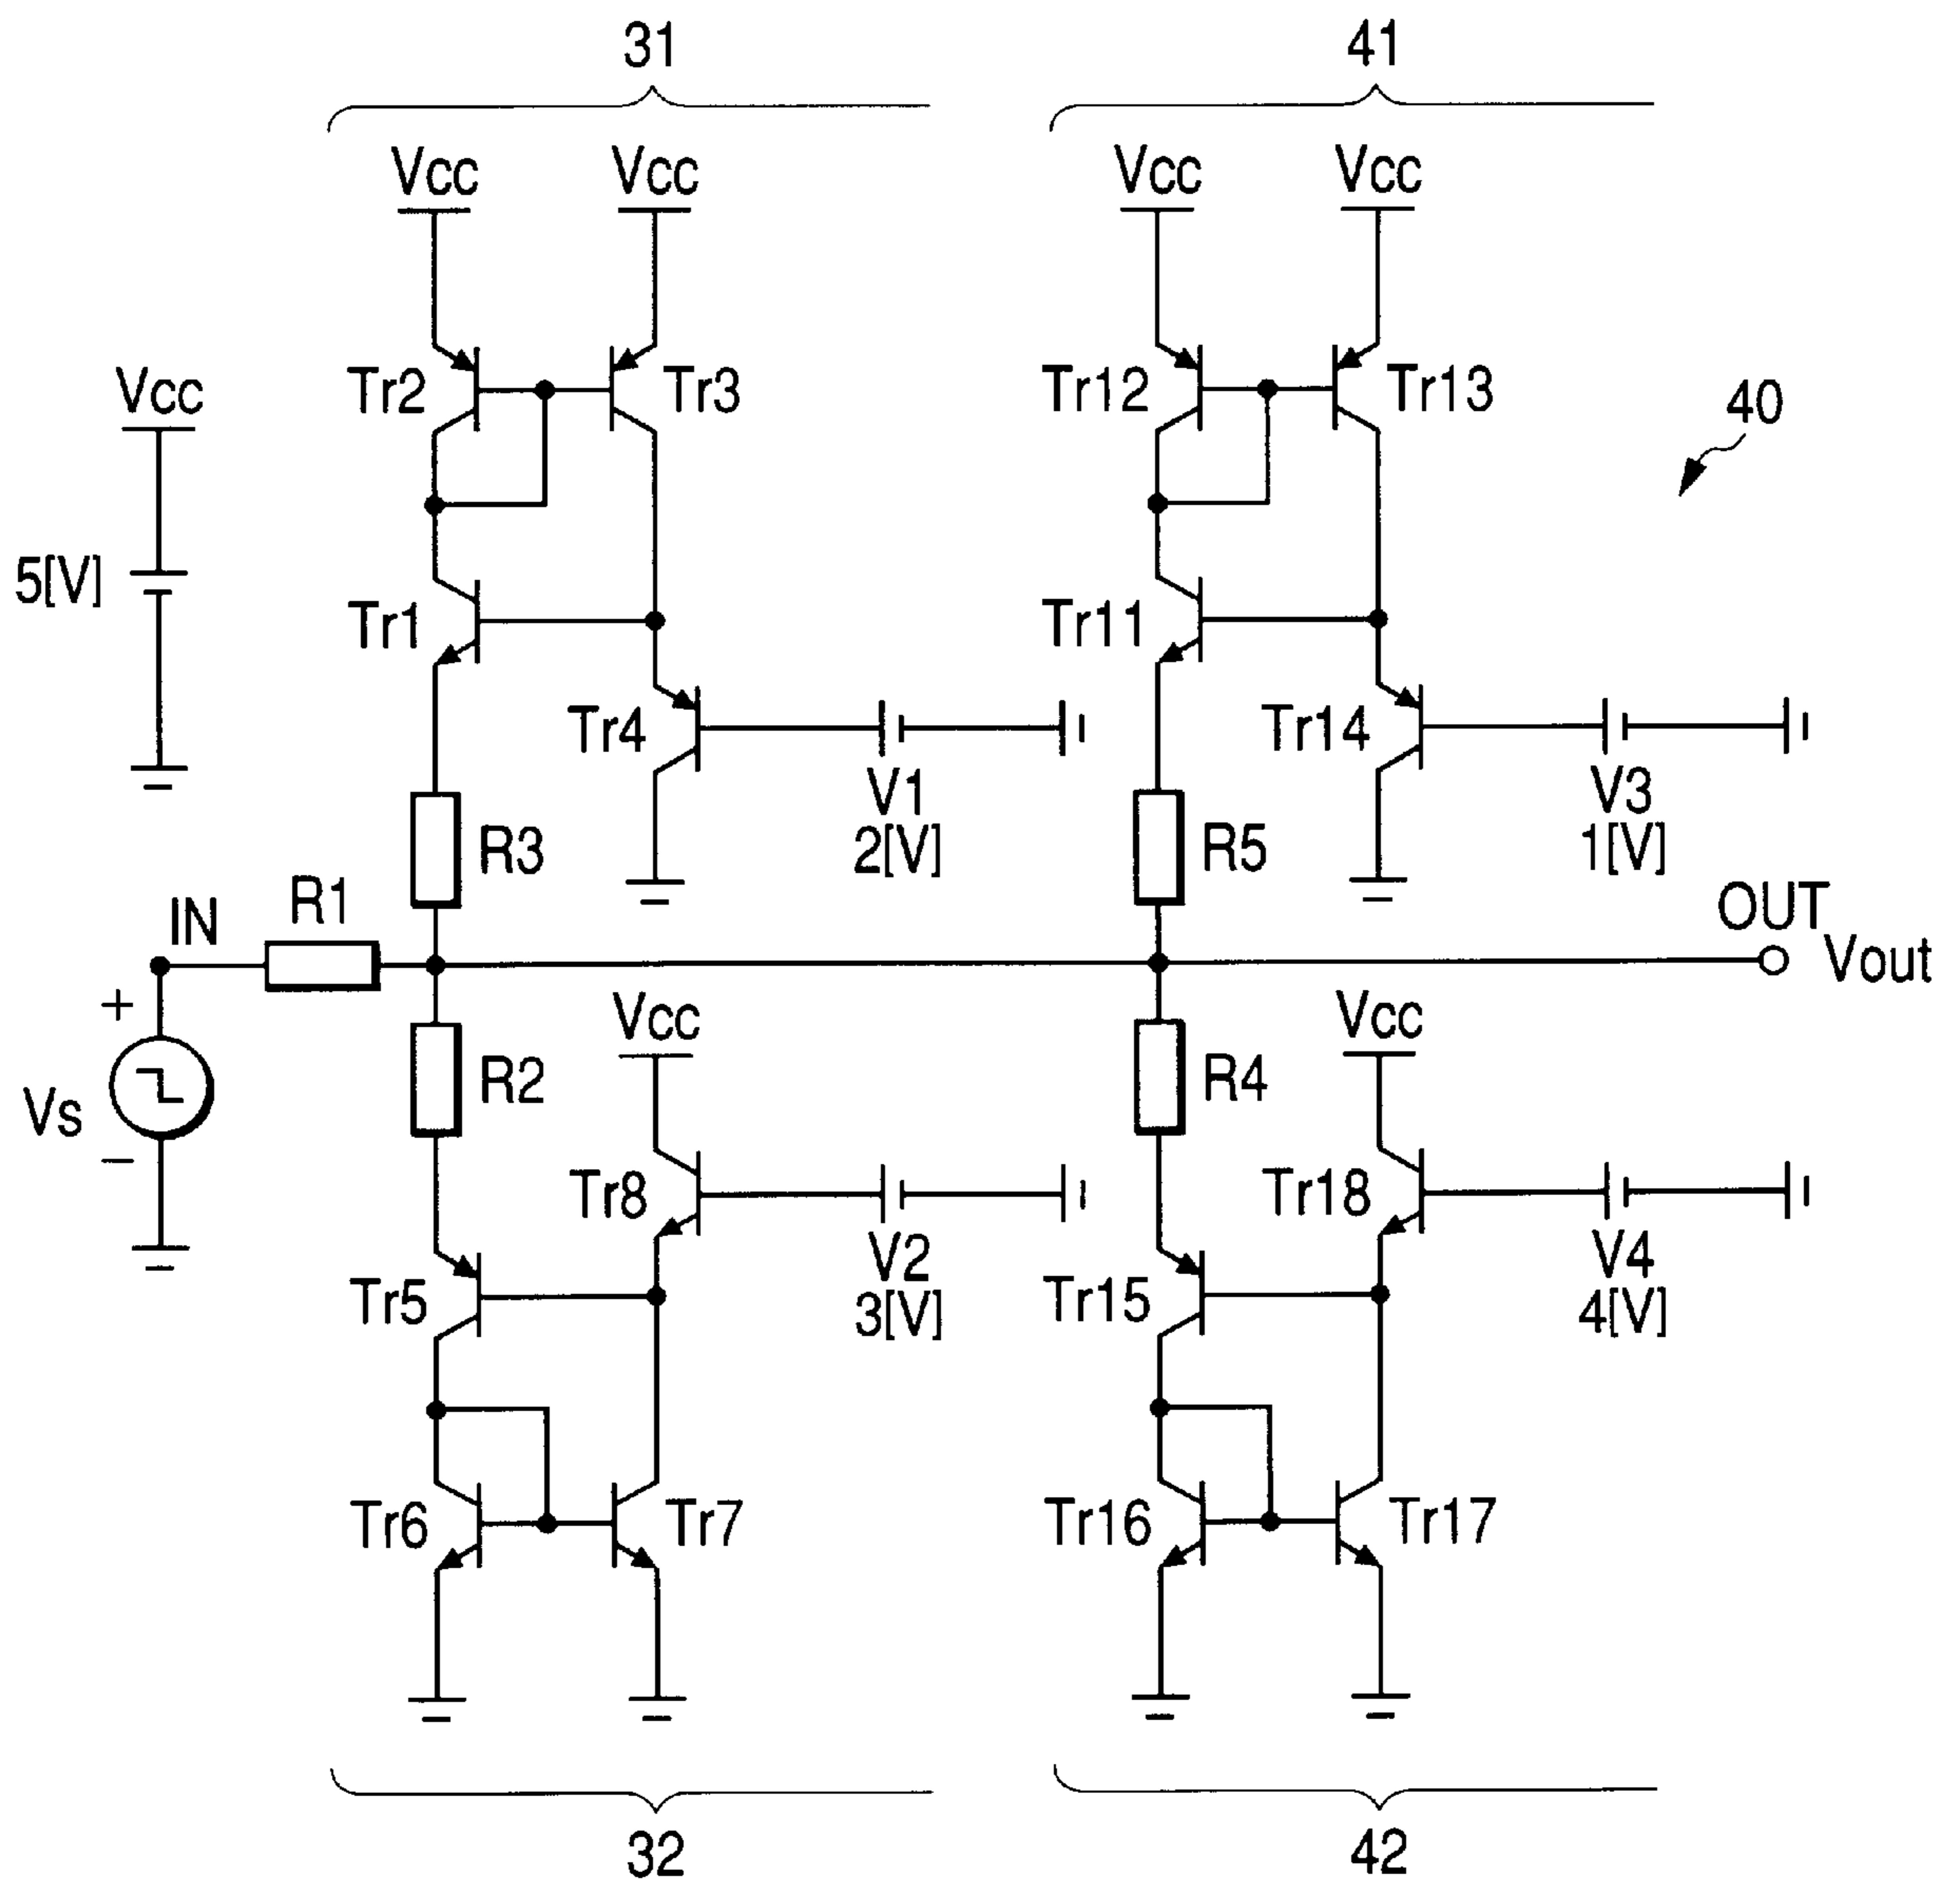 31
41
Vcc
Vcc
Vcc
Vcc
Tr2
Tr3
Tr12
Tr13
Vcc
40
5[V]
Tr1
Tr11
Tr4
V1
2[V]
Tr14
V3
1[V]
R3
R5
IN
R1
OUT
Vout
+
Vs
−
R2
Vcc
R4
Vcc
Tr8
V2
3[V]
Tr18
V4
4[V]
Tr5
Tr15
Tr6
Tr7
Tr16
Tr17
32
42